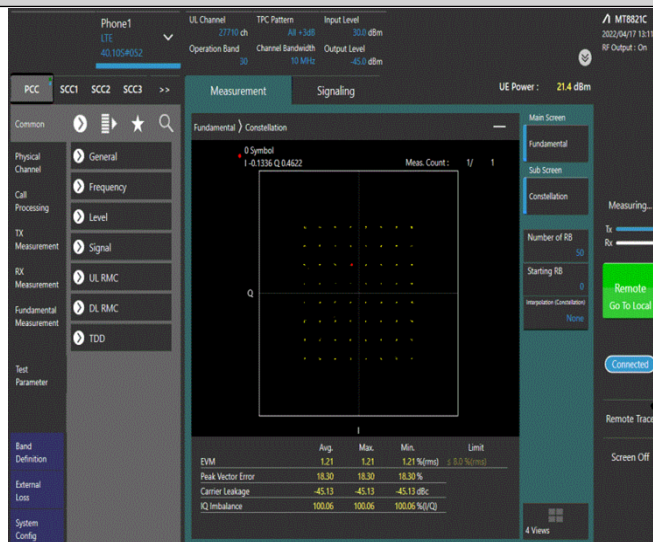 Phone1
LTE
40.10S#052
UL Channel
27710 ch
TPC Pattern
All +3dB
Input Level
30.0 dBm
Operation Band
30
Channel Bandwidth
10 MHz
Output Level
-45.0 dBm
MT8821C
2022/04/17 13:11
RF Output : On
PCC SCC1 SCC2 SCC3 >>
Measurement Signaling
UE Power : 21.4 dBm
Common
Physical
Channel
Call
Processing
TX
Measurement
RX
Measurement
Fundamental
Measurement
Test
Parameter
Band
Definition
External
Loss
System
Config
General
Frequency
Level
Signal
UL RMC
DL RMC
TDD
Fundamental > Constellation
0 Symbol
I -0.1336 Q 0.4622
Meas. Count : 1/ 1
Q
I
Avg. Max. Min. Limit
EVM 1.21 1.21 1.21 %(rms) ≤ 8.0 %(rms)
Peak Vector Error 18.30 18.30 18.30 %
Carrier Leakage -45.13 -45.13 -45.13 dBc
IQ Imbalance 100.06 100.06 100.06 %(I/Q)
Main Screen
Fundamental
Sub Screen
Constellation
Number of RB
50
Starting RB
0
Interpolation (Constellation)
None
4 Views
Measuring...
Tx
Rx
Remote
Go To Local
Connected
Remote Trace
Screen Off